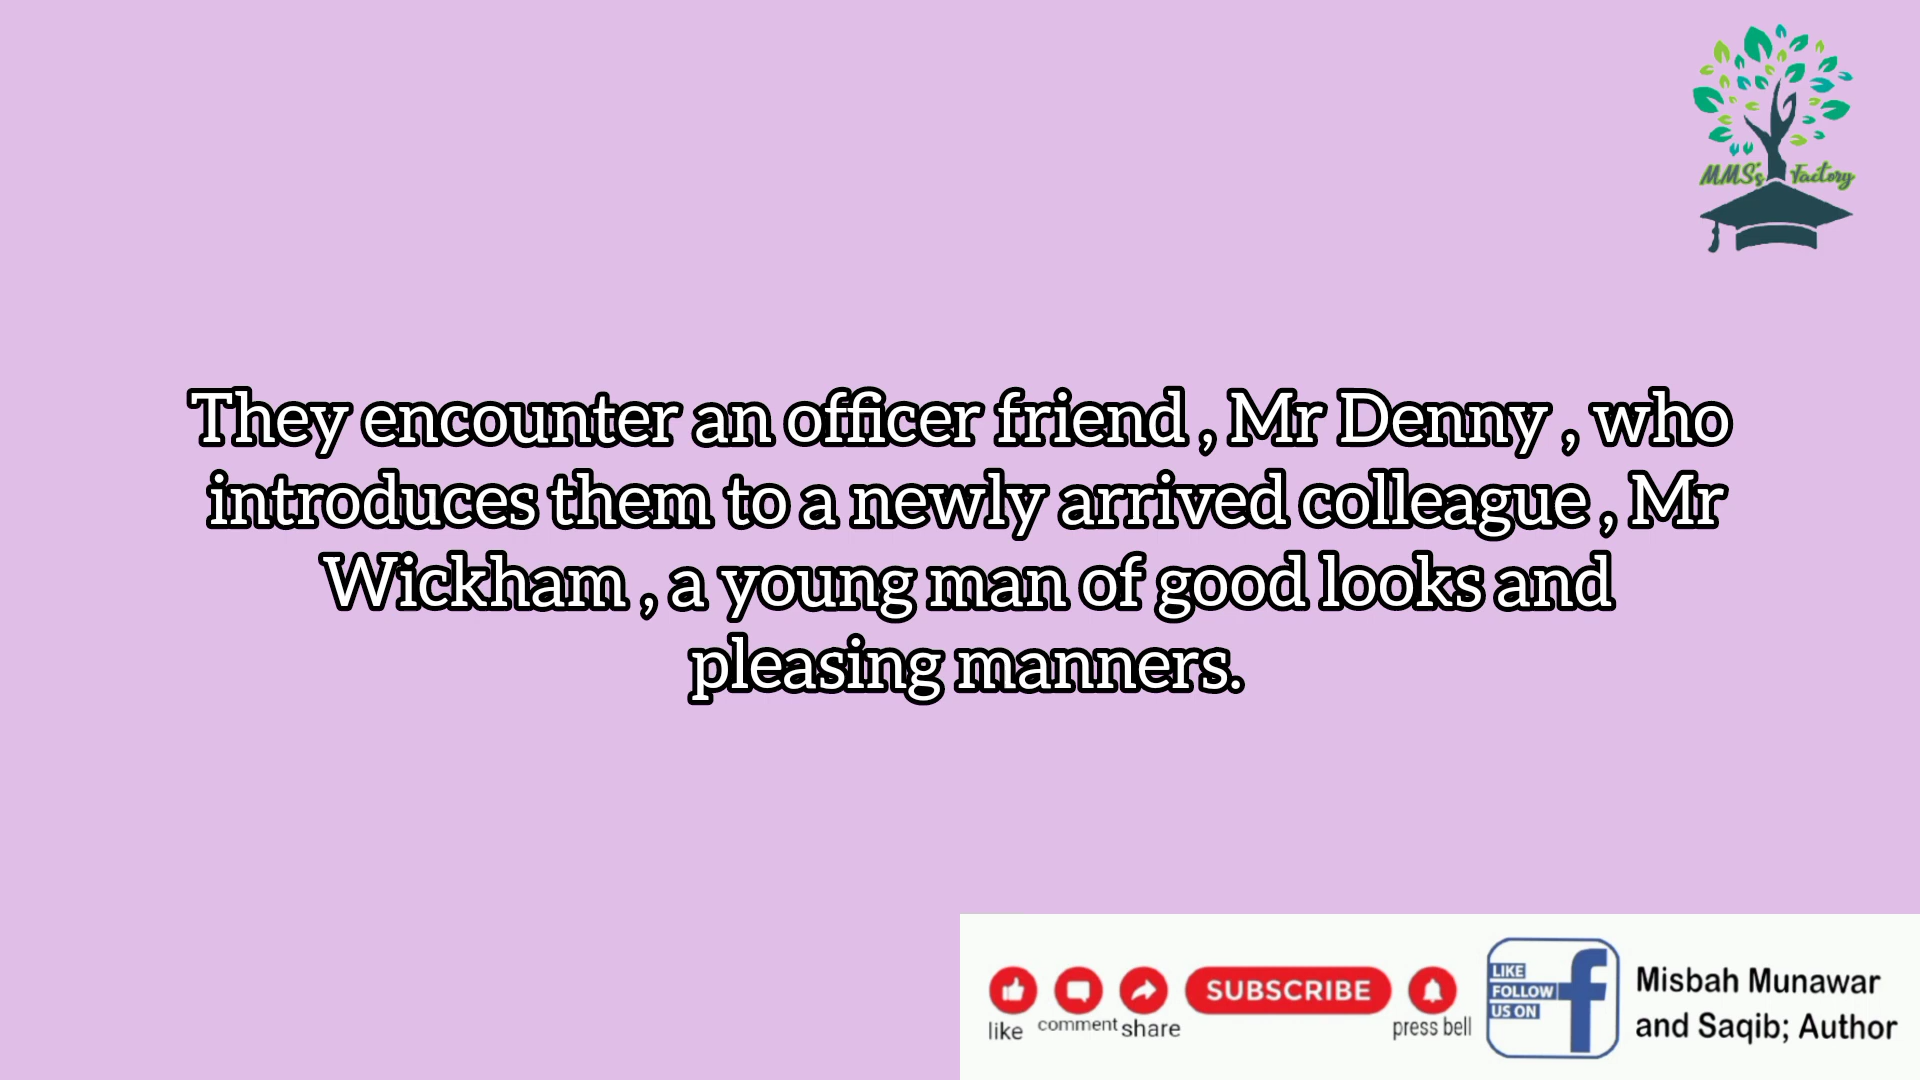 MMS's Factory
They encounter an officer friend , Mr Denny , who
introduces them to a newly arrived colleague , Mr
Wickham , a young man of good looks and
pleasing manners.
like comment share SUBSCRIBE press bell
LIKE
FOLLOW
US ON
Misbah Munawar
and Saqib; Author